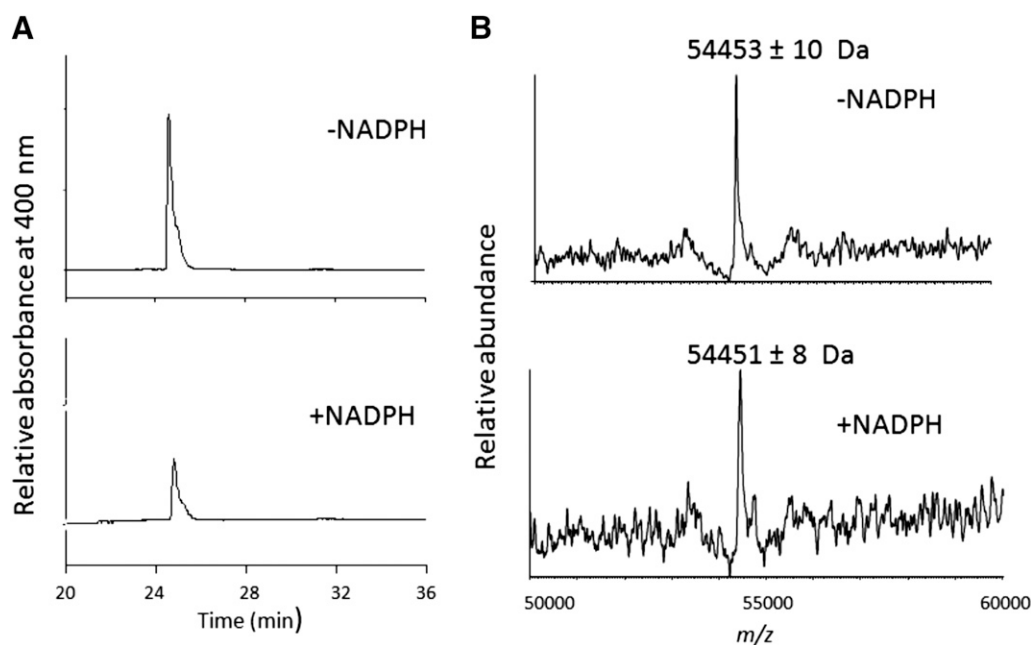 A
Relative absorbance at 400 nm
-NADPH
+NADPH
20 24 28 32 36
Time (min)
B
54453 ± 10 Da
-NADPH
Relative abundance
54451 ± 8 Da
+NADPH
50000 55000 60000
m/z